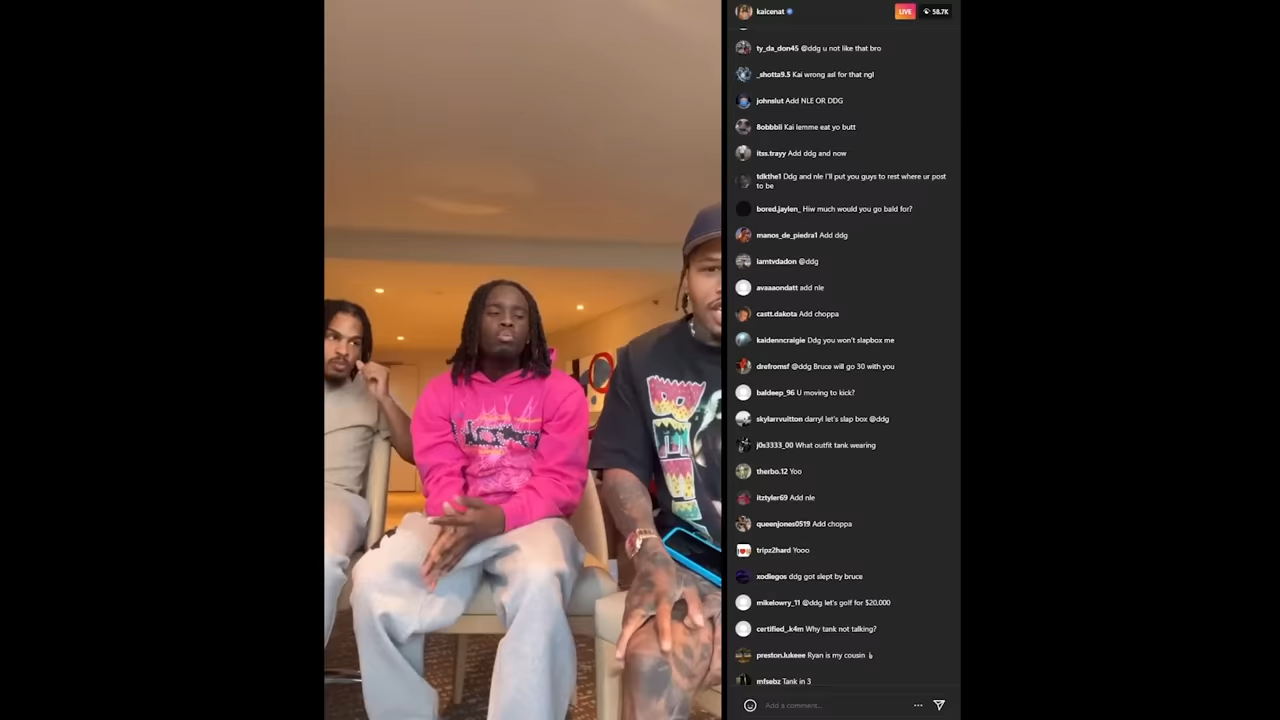 kaicenat
LIVE
58.7K
ty_da_don45 @ddg u not like that bro
_shotta9.5 Kai wrong asl for that ngl
johnslut Add NLE OR DDG
8obbbii Kai lemme eat yo butt
itss.trayy Add ddg and now
tdkthe1 Ddg and nle I'll put you guys to rest where ur post
to be
bored.jaylen_ Hiw much would you go bald for?
manos_de_piedra1 Add ddg
iamtvdadon @ddg
avaaaondatt add nle
castt.dakota Add choppa
kaidenncraigie Ddg you won't slapbox me
drefromsf @ddg Bruce will go 30 with you
baldeep_96 U moving to kick?
skylarrvuitton darryl let's slap box @ddg
j0s3333_00 What outfit tank wearing
therbo.12 Yoo
itztyler69 Add nle
queenjones0519 Add choppa
tripz2hard Yooo
xodiegos ddg got slept by bruce
mikelowry_11 @ddg let's golf for $20,000
certified_.k4m Why tank not talking?
preston.lukeee Ryan is my cousin
mfsebz Tank in 3
Add a comment...